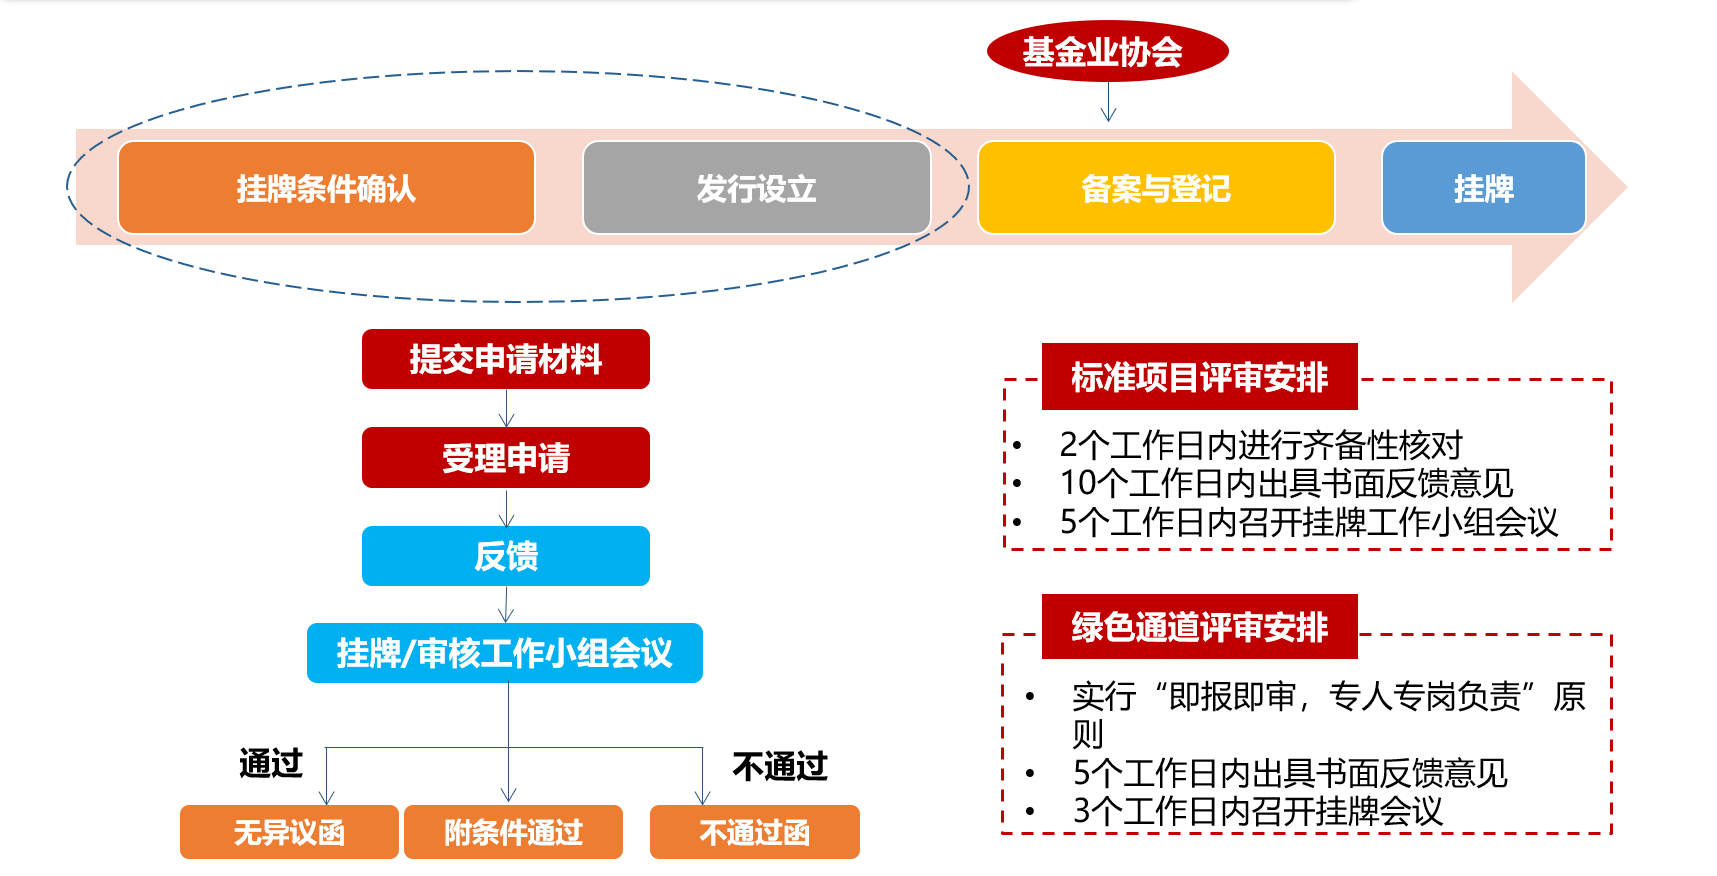 基金业协会
挂牌条件确认
发行设立
备案与登记
挂牌
提交申请材料
受理申请
反馈
挂牌/审核工作小组会议
通过
不通过
无异议函
附条件通过
不通过函
标准项目评审安排
• 2个工作日内进行齐备性核对
• 10个工作日内出具书面反馈意见
• 5个工作日内召开挂牌工作小组会议
绿色通道评审安排
• 实行“即报即审，专人专岗负责”原
则
• 5个工作日内出具书面反馈意见
• 3个工作日内召开挂牌会议